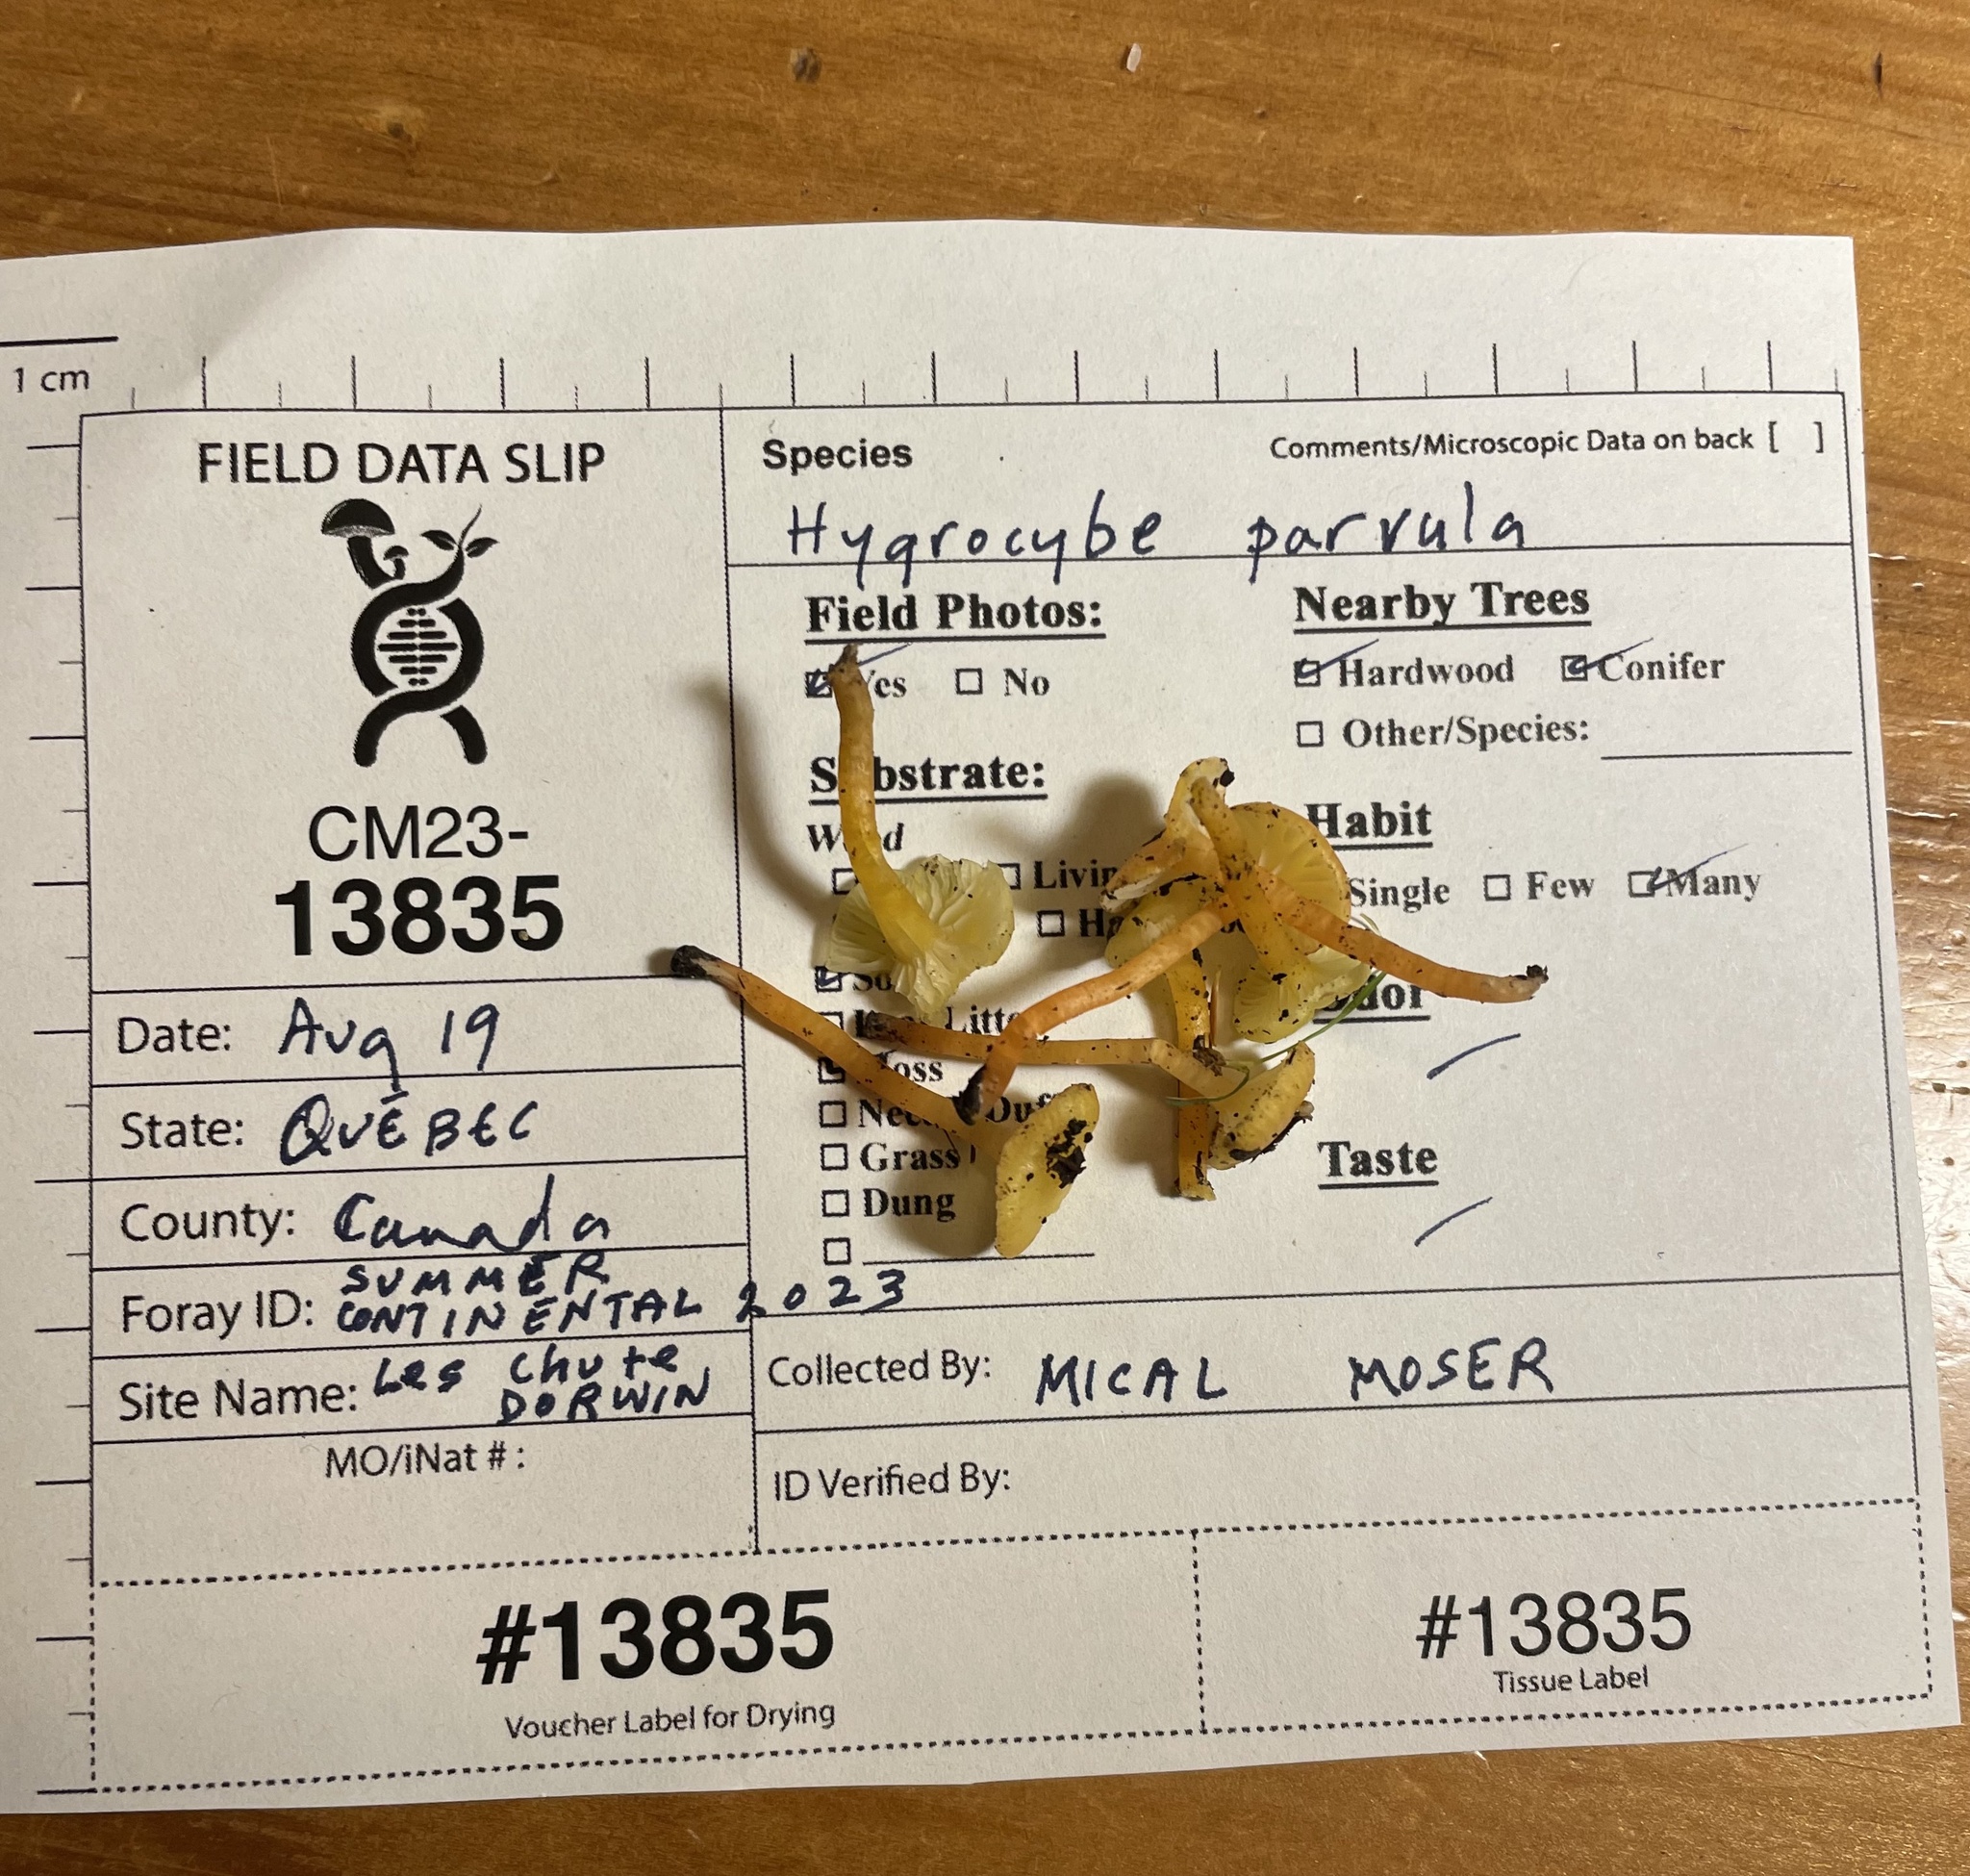 1 cm
FIELD DATA SLIP
CM23-
13835
Date: Aug 19
State: QUÉBEC
County: Canada
Foray ID: SUMMER
CONTINENTAL 2023
Site Name: Les Chute
DORWIN
MO/iNat # :
Species
Comments/Microscopic Data on back [ ]
Hygrocybe parvula
Field Photos:
Yes No
Substrate:
Grass
Dung
Nearby Trees
Hardwood Conifer
Other/Species:
Habit
Single Few Many
Taste
Collected By: MICAL MOSER
ID Verified By:
#13835
Voucher Label for Drying
#13835
Tissue Label